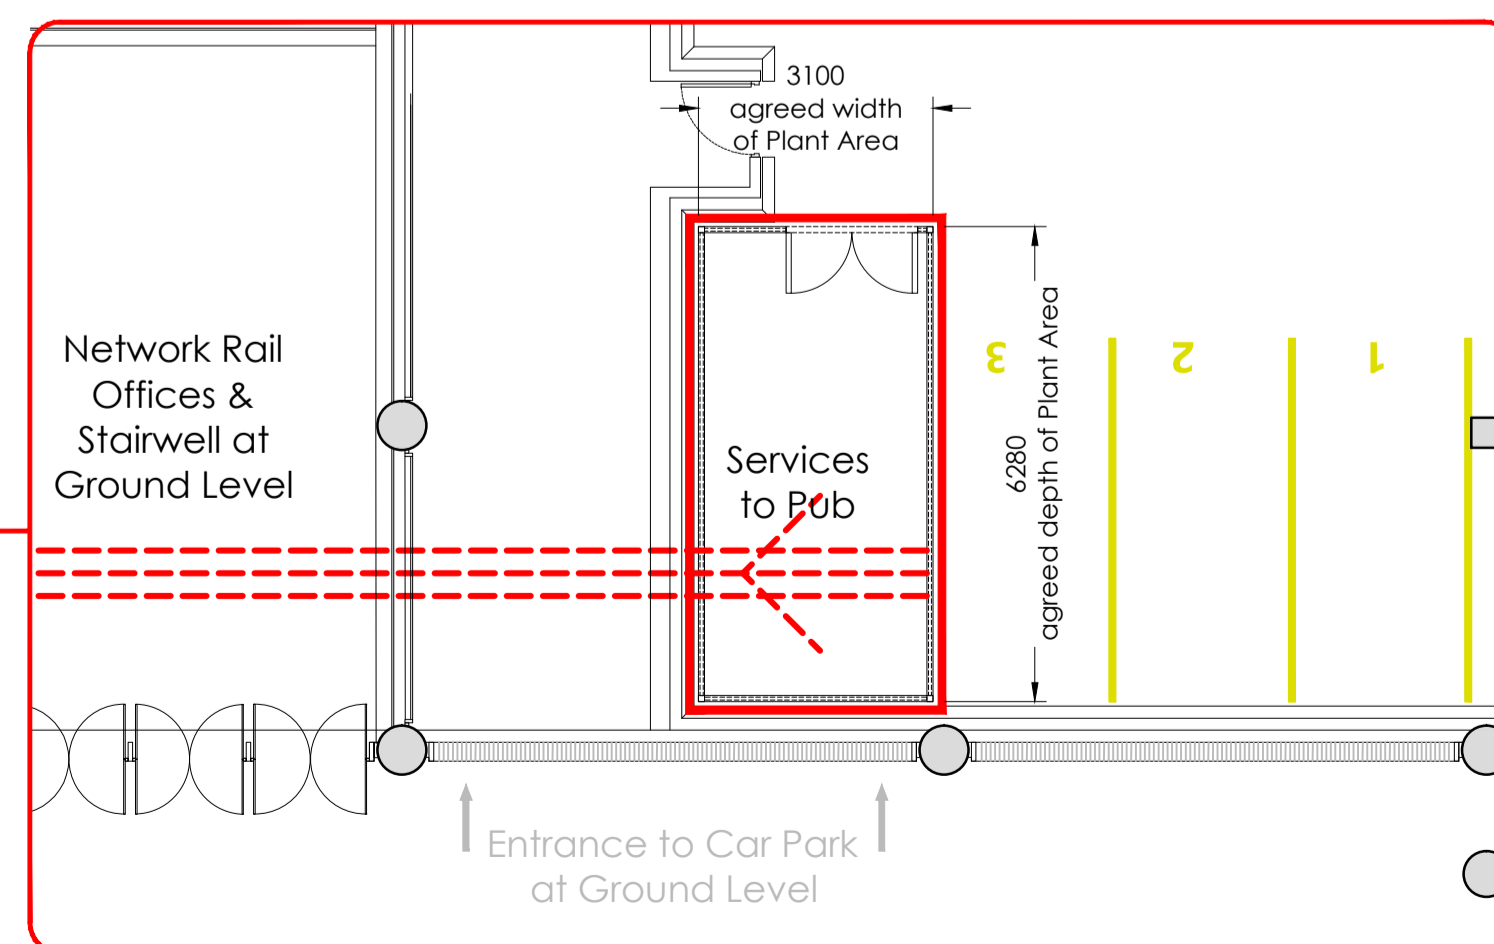 3100
agreed width
of Plant Area
Network Rail
Offices &
Stairwell at
Ground Level
Services
to Pub
6280
agreed depth of Plant Area
3
2
1
Entrance to Car Park
at Ground Level